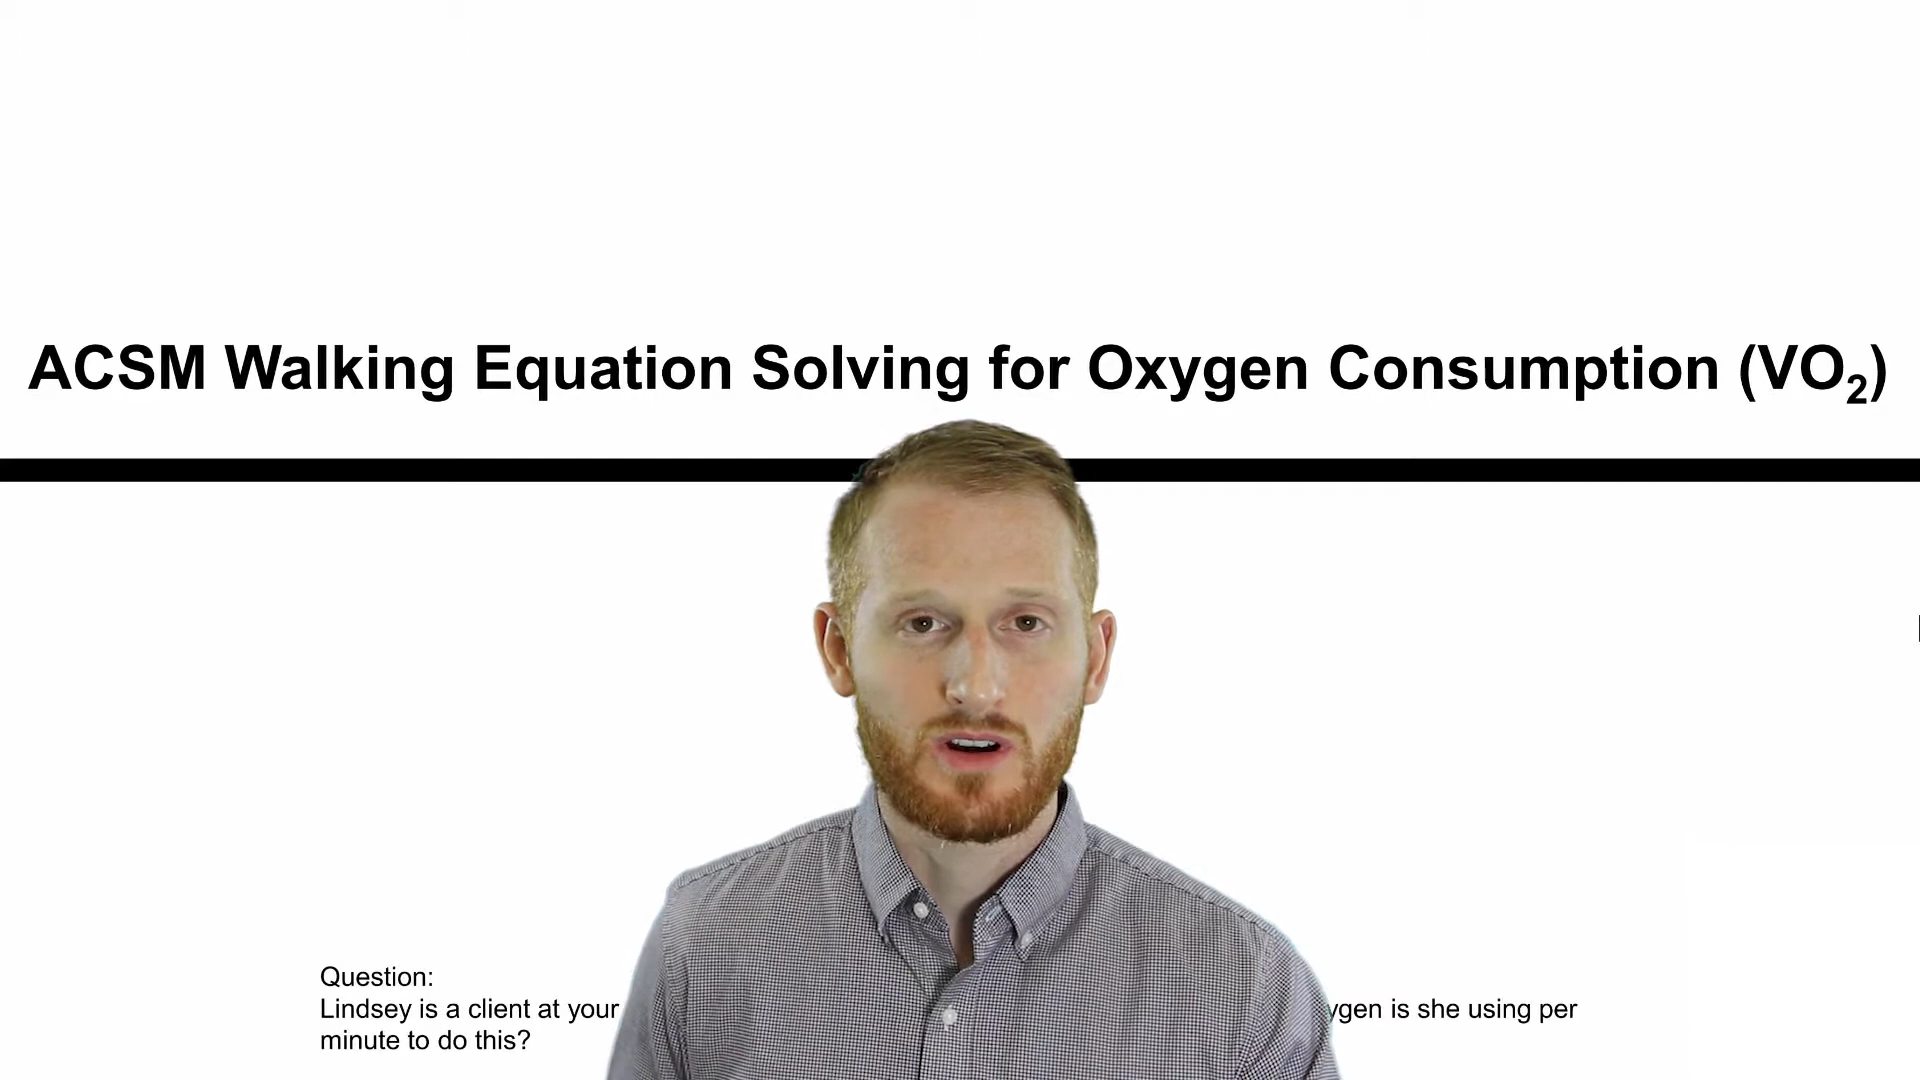 ACSM Walking Equation Solving for Oxygen Consumption (VO₂)
Question:
Lindsey is a client at your is she using per
minute to do this?